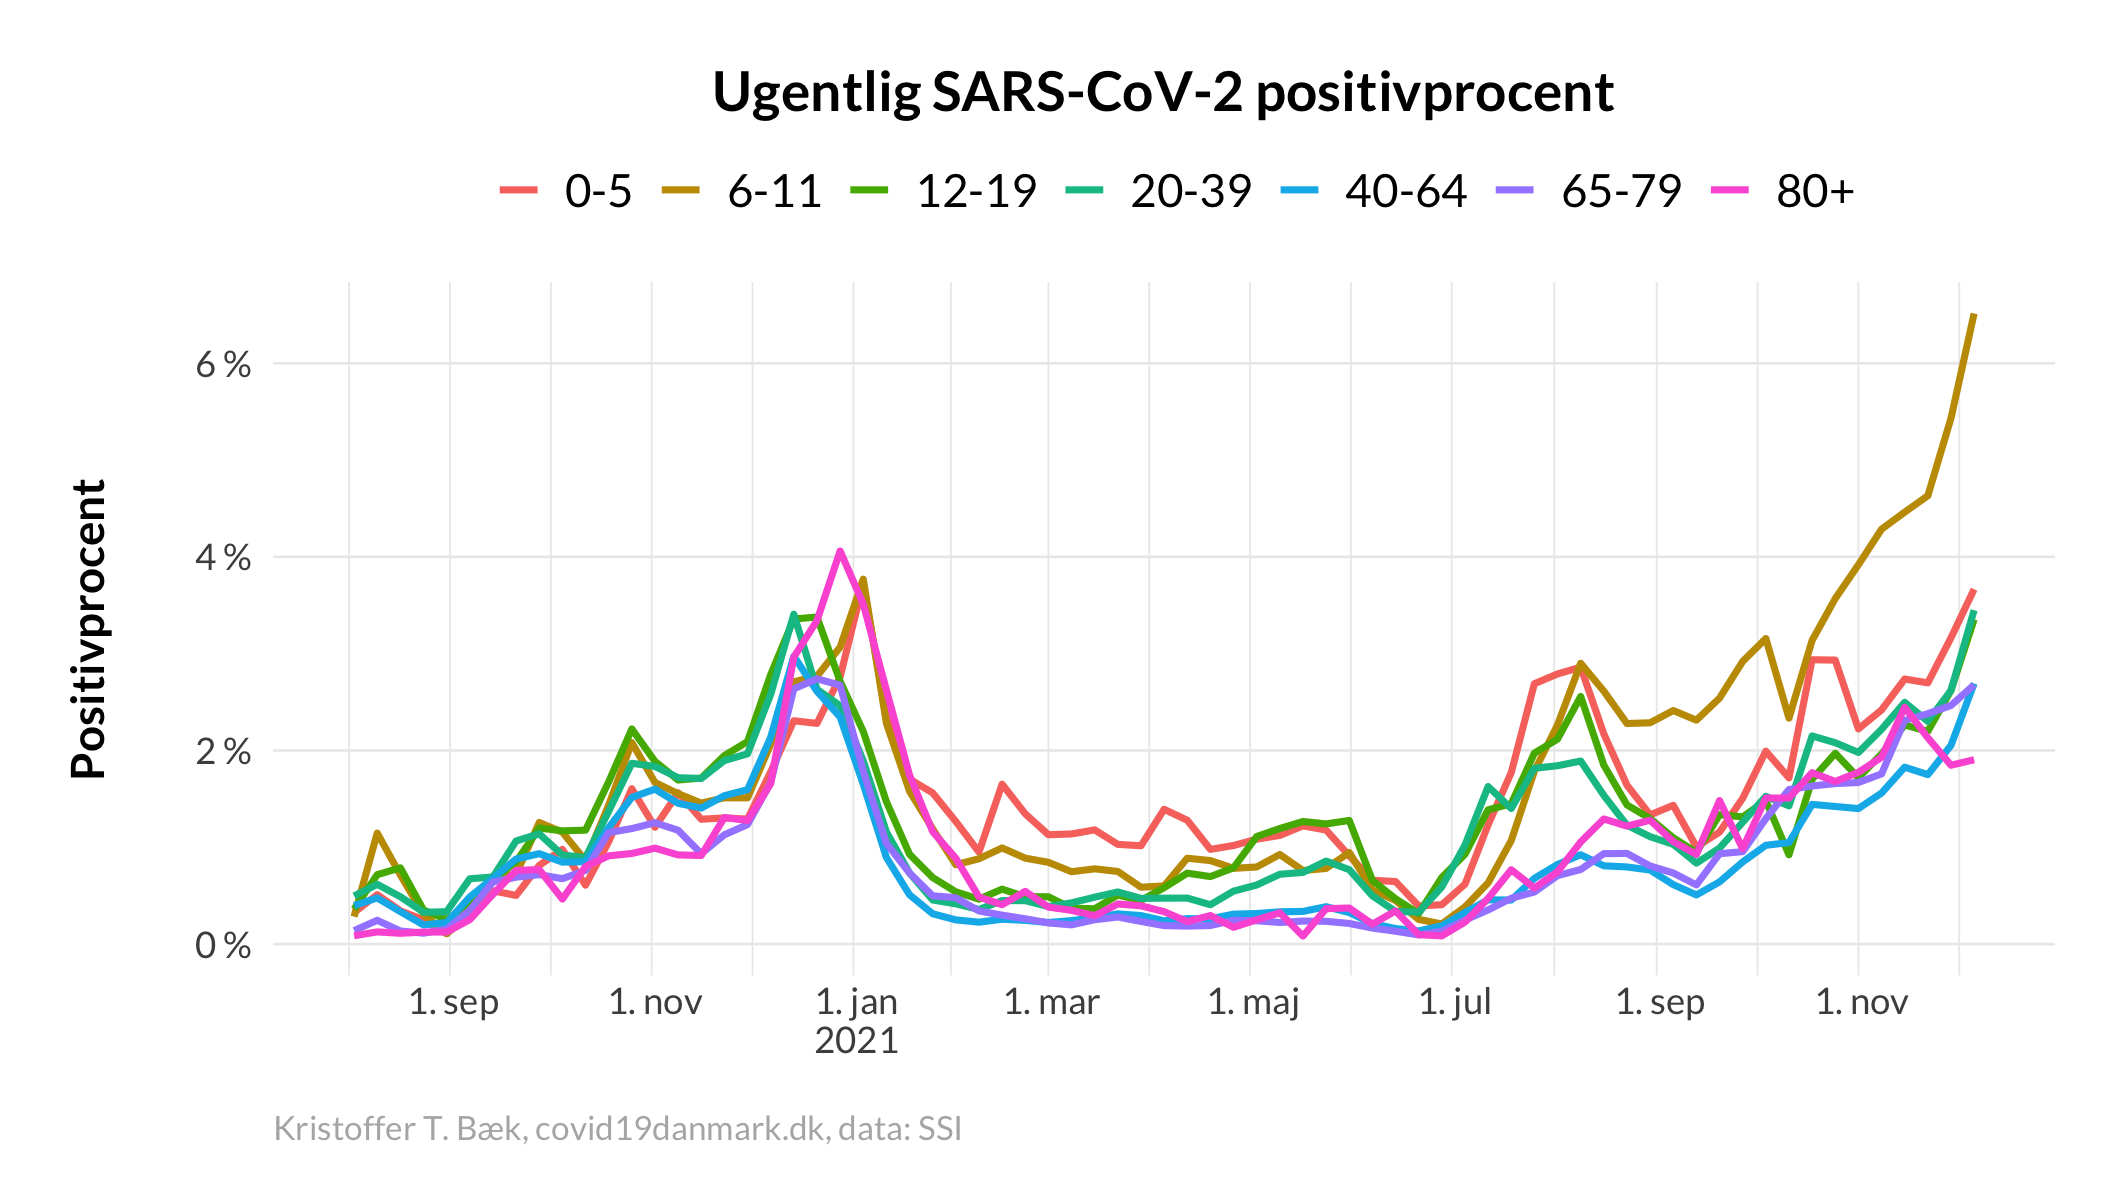 Ugentlig SARS-CoV-2 positivprocent
0-5 6-11 12-19 20-39 40-64 65-79 80+
Positivprocent
6 %
4 %
2 %
0 %
1. sep 1. nov 1. jan 1. mar 1. maj 1. jul 1. sep 1. nov
2021
Kristoffer T. Bæk, covid19danmark.dk, data: SSI